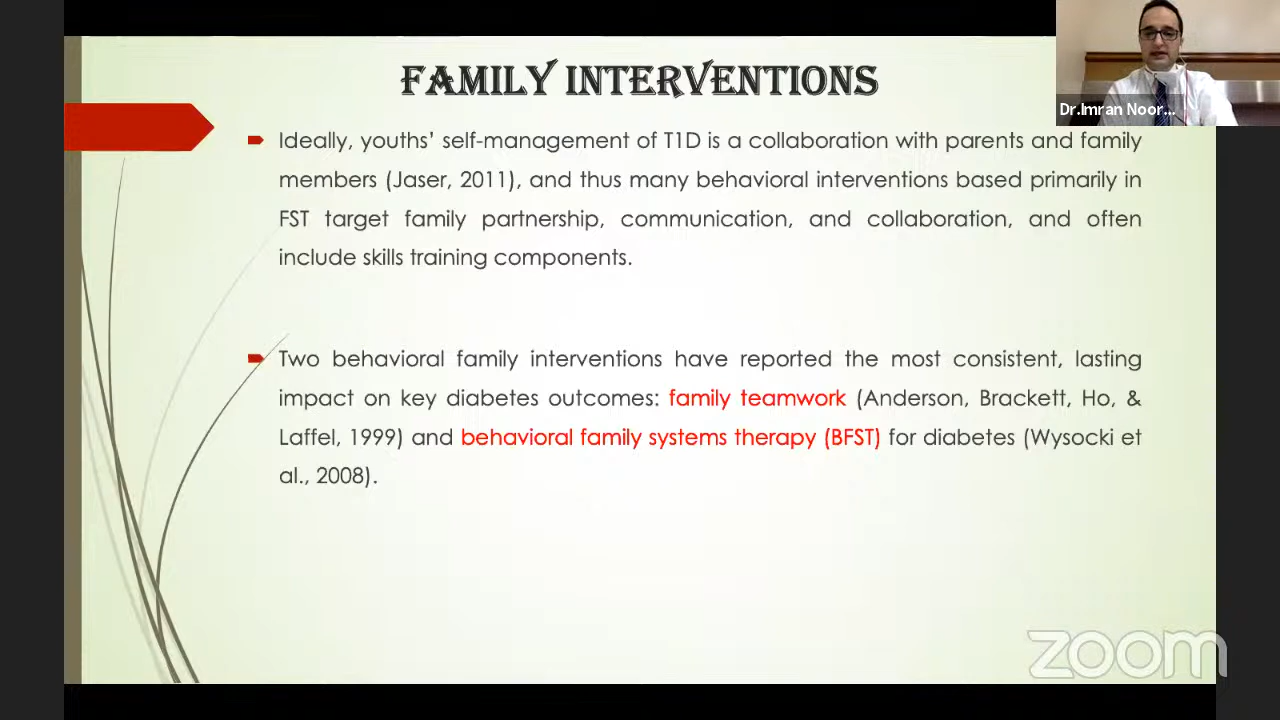 FAMILY INTERVENTIONS
Dr.Imran Noor...
Ideally, youths’ self-management of T1D is a collaboration with parents and family
members (Jaser, 2011), and thus many behavioral interventions based primarily in
FST target family partnership, communication, and collaboration, and often
include skills training components.
Two behavioral family interventions have reported the most consistent, lasting
impact on key diabetes outcomes: family teamwork (Anderson, Brackett, Ho, &
Laffel, 1999) and behavioral family systems therapy (BFST) for diabetes (Wysocki et
al., 2008).
zoom